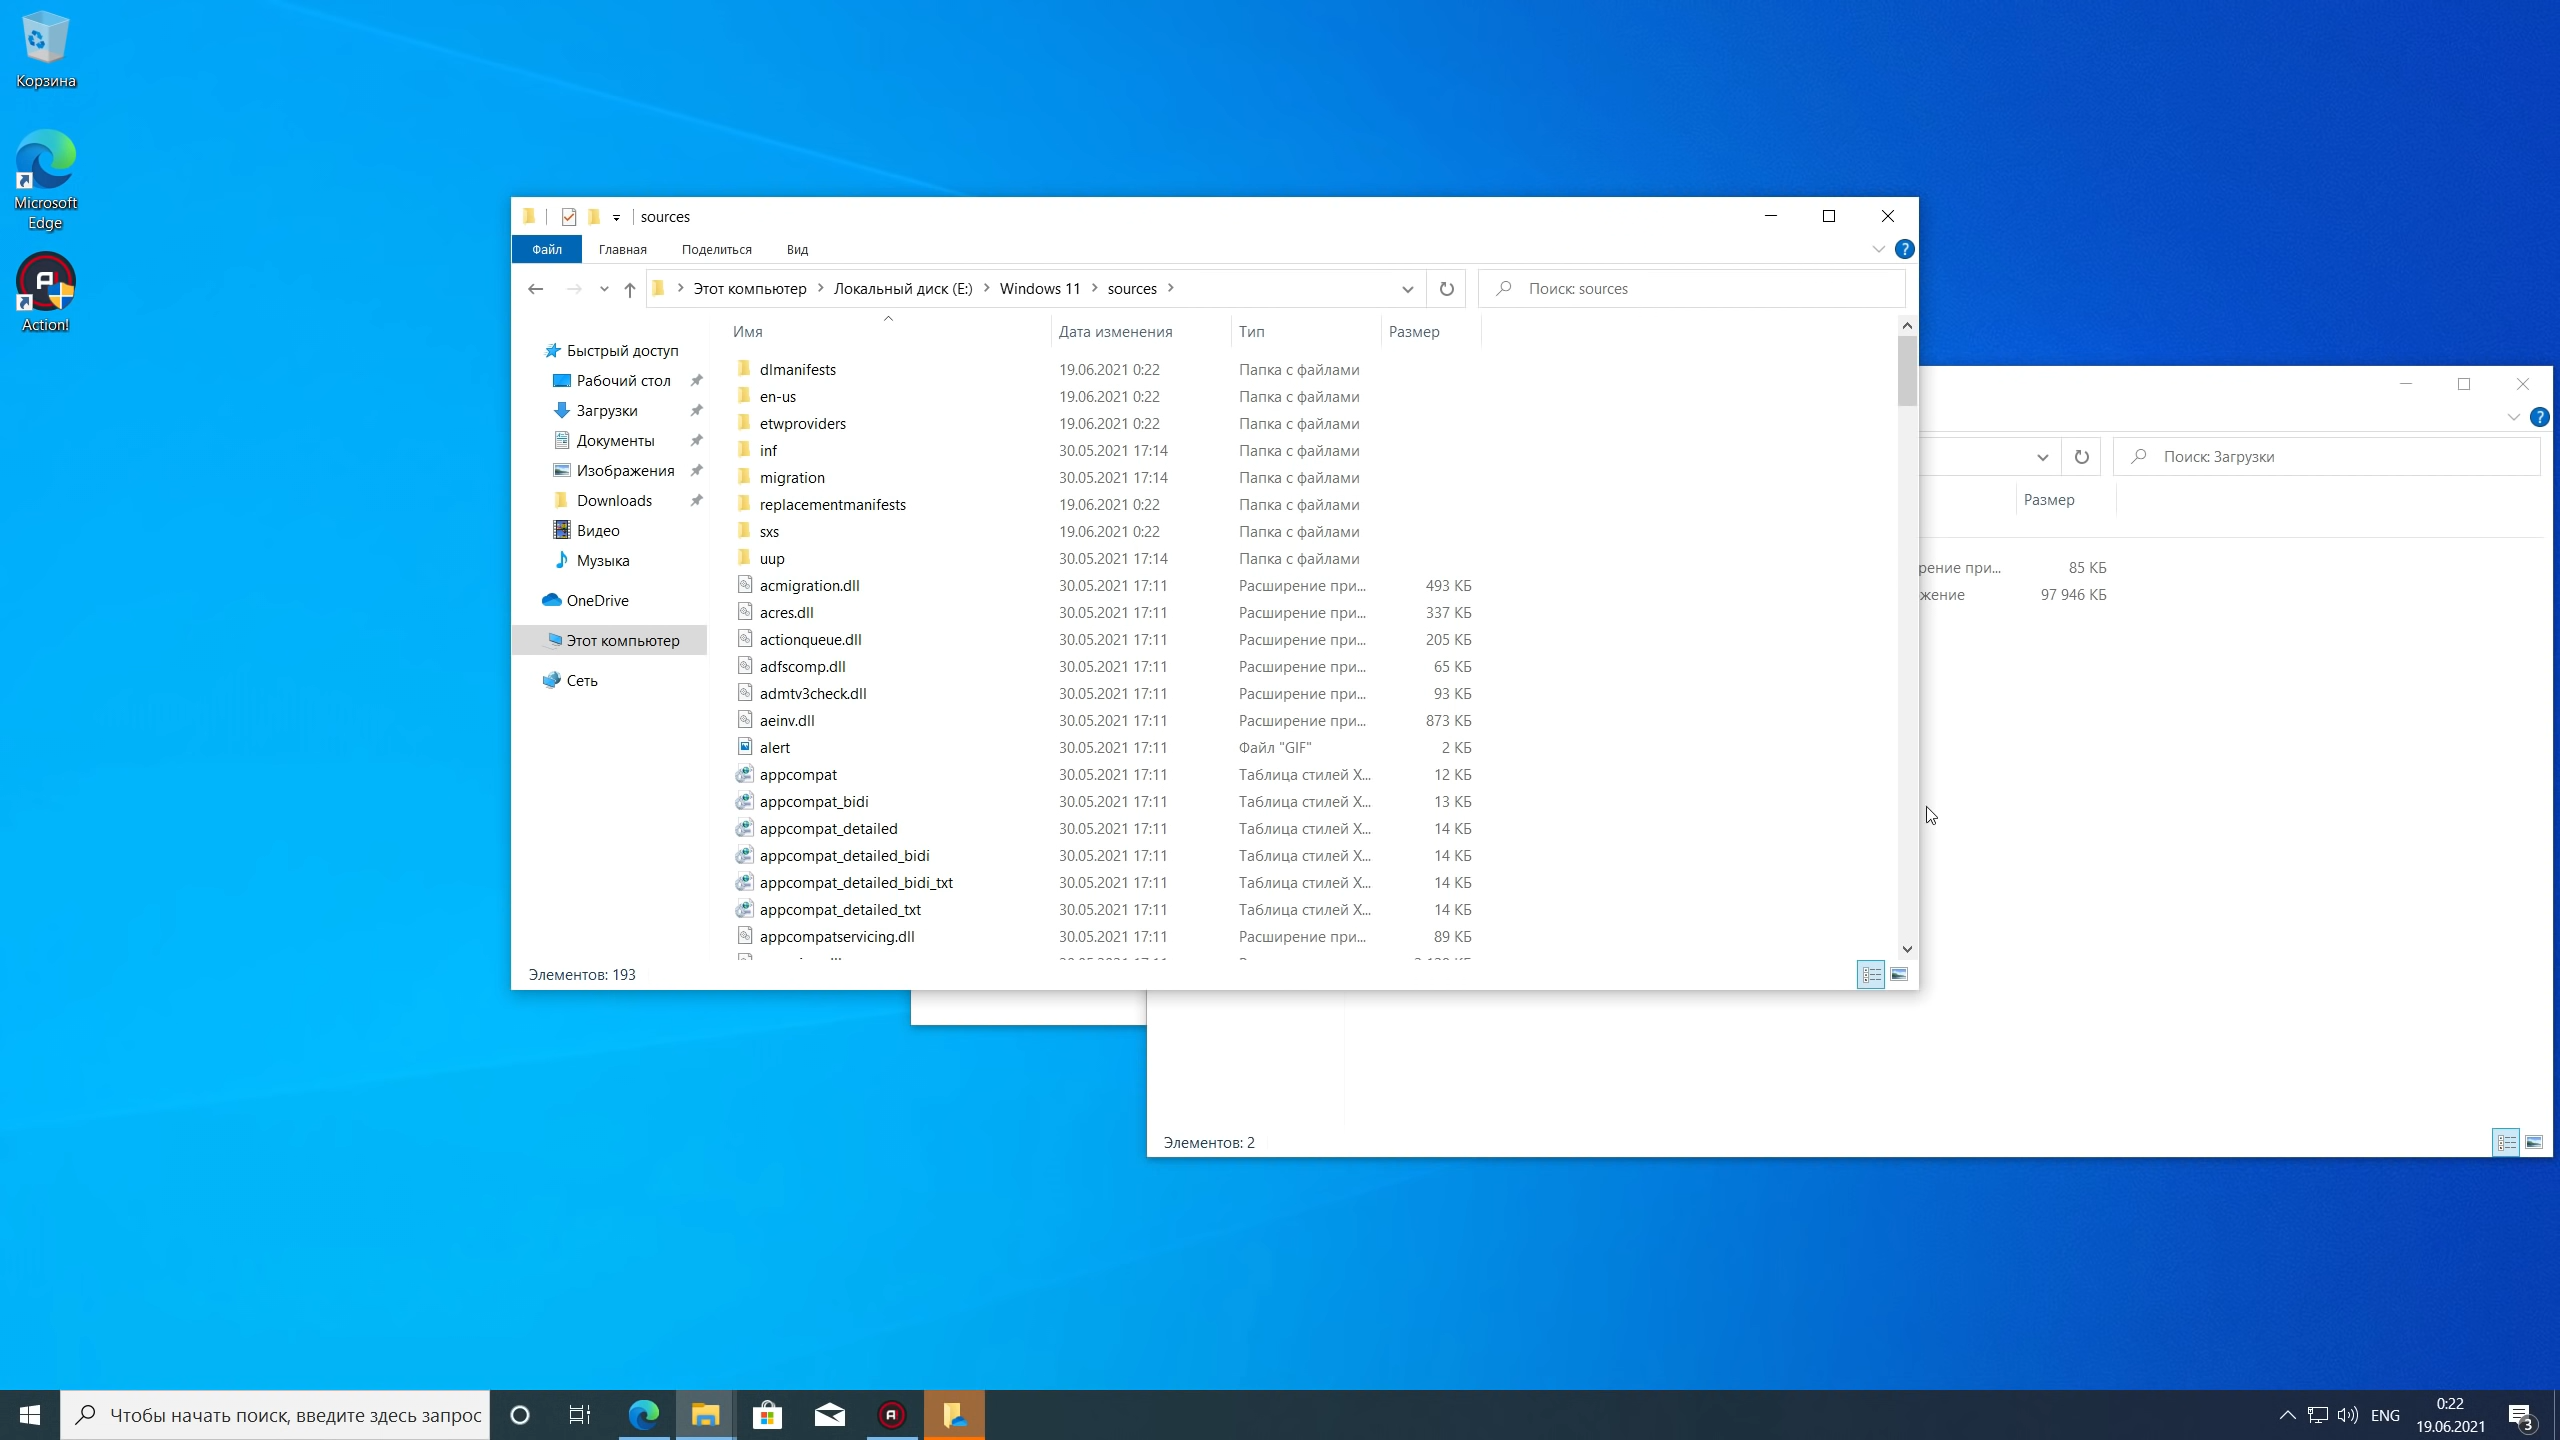 Корзина
Microsoft
Edge
Action!
sources
Файл
Главная
Поделиться
Вид
Этот компьютер
Локальный диск (E:)
Windows 11
sources
Поиск: sources
Быстрый доступ
Рабочий стол
Загрузки
Документы
Изображения
Downloads
Видео
Музыка
OneDrive
Этот компьютер
Сеть
Имя Дата изменения Тип Размер
dlmanifests 19.06.2021 0:22 Папка с файлами
en-us 19.06.2021 0:22 Папка с файлами
etwproviders 19.06.2021 0:22 Папка с файлами
inf 30.05.2021 17:14 Папка с файлами
migration 30.05.2021 17:14 Папка с файлами
replacementmanifests 19.06.2021 0:22 Папка с файлами
sxs 19.06.2021 0:22 Папка с файлами
uup 30.05.2021 17:14 Папка с файлами
acmigration.dll 30.05.2021 17:11 Расширение при... 493 КБ
acres.dll 30.05.2021 17:11 Расширение при... 337 КБ
actionqueue.dll 30.05.2021 17:11 Расширение при... 205 КБ
adfscomp.dll 30.05.2021 17:11 Расширение при... 65 КБ
admtv3check.dll 30.05.2021 17:11 Расширение при... 93 КБ
aeinv.dll 30.05.2021 17:11 Расширение при... 873 КБ
alert 30.05.2021 17:11 Файл "GIF" 2 КБ
appcompat 30.05.2021 17:11 Таблица стилей X... 12 КБ
appcompat_bidi 30.05.2021 17:11 Таблица стилей X... 13 КБ
appcompat_detailed 30.05.2021 17:11 Таблица стилей X... 14 КБ
appcompat_detailed_bidi 30.05.2021 17:11 Таблица стилей X... 14 КБ
appcompat_detailed_bidi_txt 30.05.2021 17:11 Таблица стилей X... 14 КБ
appcompat_detailed_txt 30.05.2021 17:11 Таблица стилей X... 14 КБ
appcompatservicing.dll 30.05.2021 17:11 Расширение при... 89 КБ
Элементов: 193
Поиск: Загрузки
Размер
рение при... 85 КБ
жение 97 946 КБ
Элементов: 2
Чтобы начать поиск, введите здесь запрос
ENG
0:22
19.06.2021
3